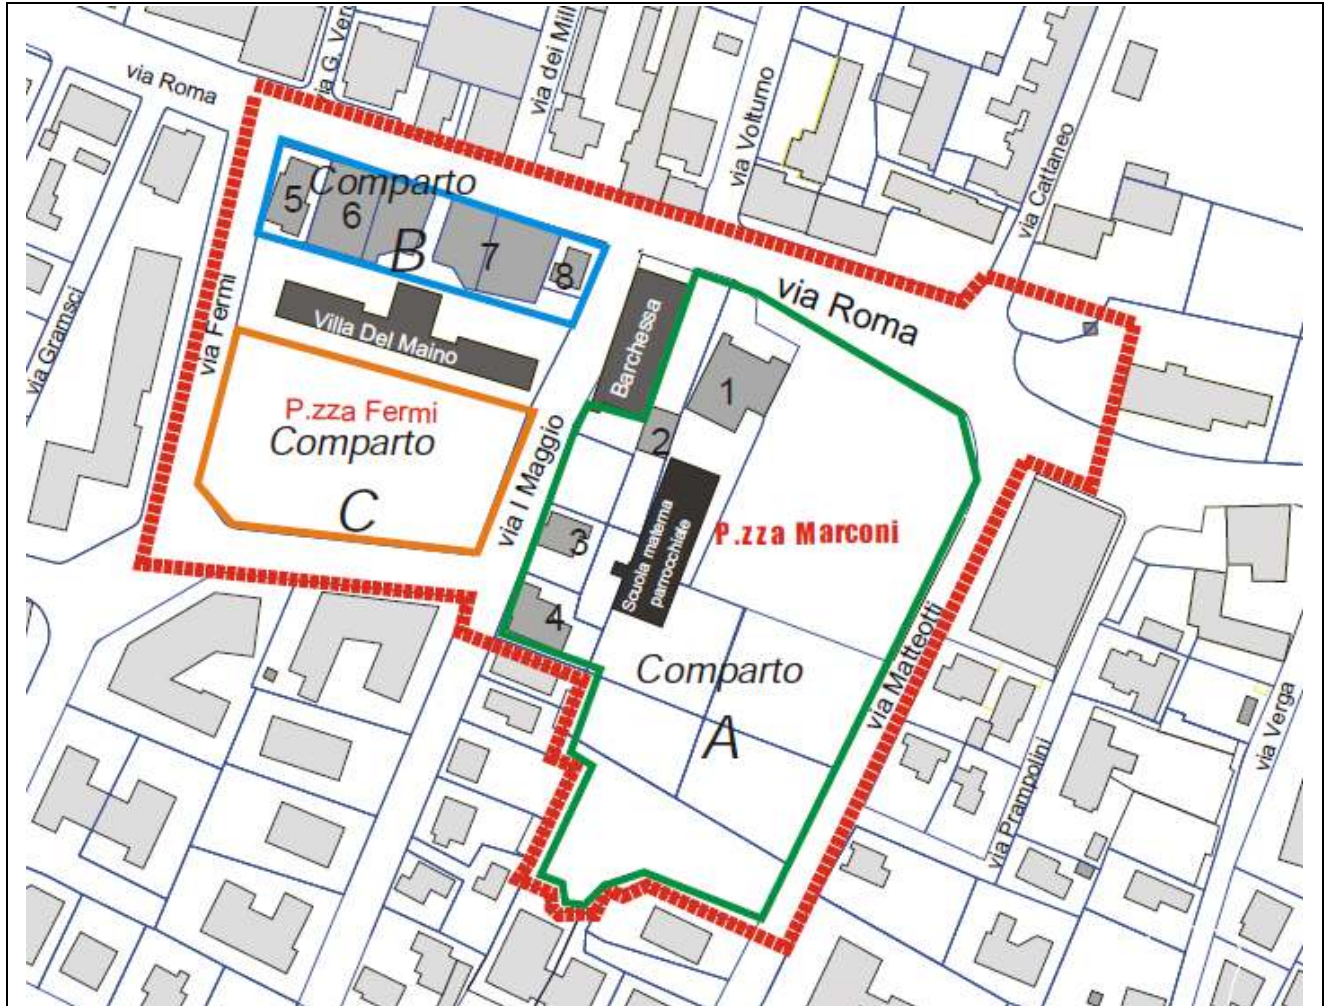 via Roma
via G. Ver
via dei Mill
via Volturno
via Cattaneo
5
Comparto
6
B
7
8
via Fermi
via Gramsci
Villa Del Maino
Barchessa
via Roma
1
P.zza Fermi
Comparto
C
via I Maggio
2
3
4
Scuola materna
parrocchiale
P.zza Marconi
Comparto
A
via Matteotti
via Prampolini
via Verga